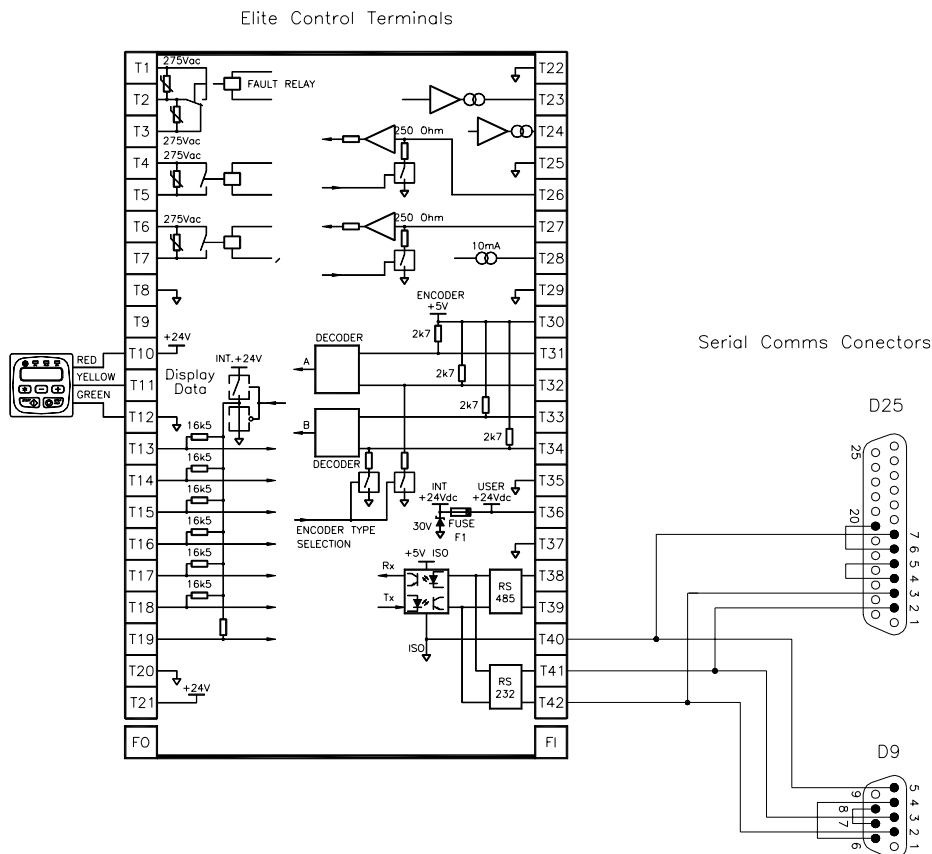 Elite Control Terminals
T1
275Vac
FAULT RELAY
T22
T2
T23
T3
275Vac
250 Ohm
T24
T4
275Vac
T25
T5
T26
T6
275Vac
250 Ohm
T27
T7
10mA
T28
T8
T29
T9
ENCODER
+5V
T30
T10
+24V
DECODER
A
2k7
T31
RED
YELLOW
GREEN
T11
Display
Data
INT.+24V
2k7
T32
T12
B
2k7
T33
T13
16k5
DECODER
2k7
T34
T14
16k5
T35
T15
16k5
ENCODER TYPE
SELECTION
INT
+24Vdc
USER
+24Vdc
30V
FUSE
F1
T36
T16
16k5
T37
T17
16k5
Rx
+5V ISO
RS
485
T38
T18
16k5
Tx
T39
T19
ISO
T40
T20
RS
232
T41
T21
+24V
T42
FO
FI
Serial Comms Conectors
D25
25
20
7
6
5
4
3
2
1
D9
9
8
7
6
5
4
3
2
1